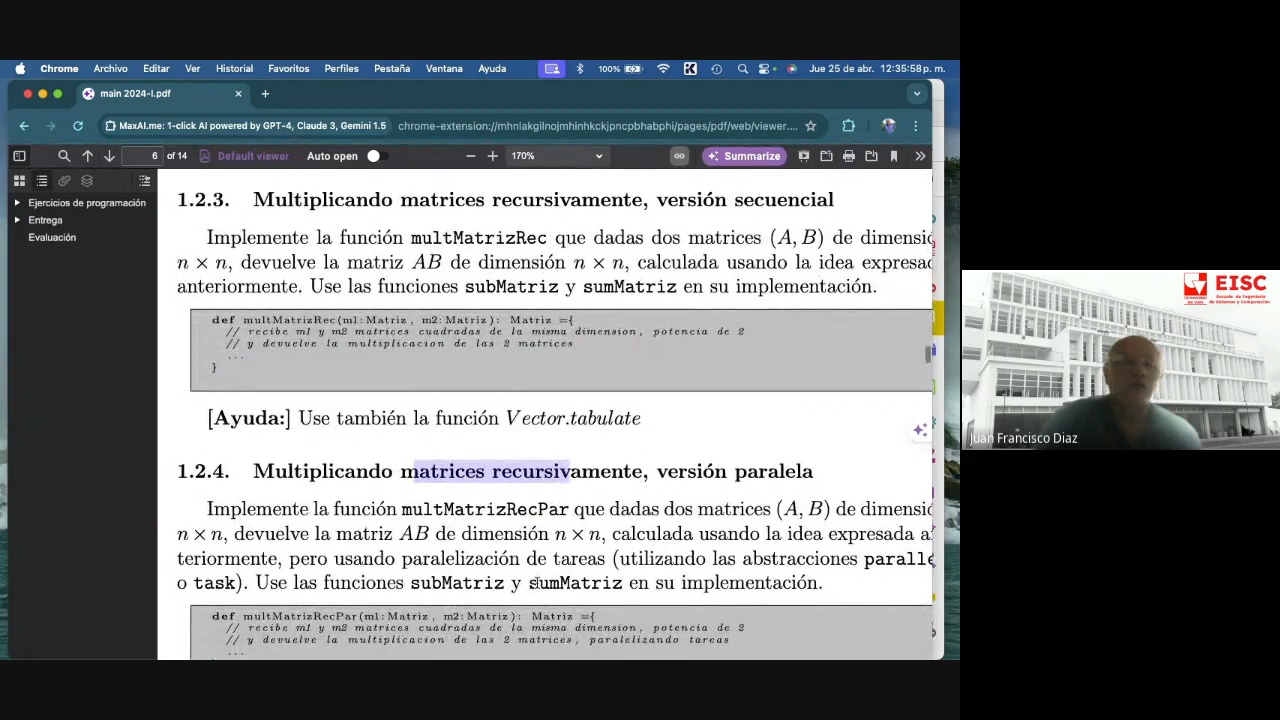 Chrome Archivo Editar Ver Historial Favoritos Perfiles Pestaña Ventana Ayuda 100% Jue 25 de abr. 12:35:58 p. m.
main 2024-I.pdf
MaxAI.me: 1-click AI powered by GPT-4, Claude 3, Gemini 1.5 chrome-extension://mhnlakgilnojmhinhkckjpncpbhabphi/pages/pdf/web/viewer....
6 of 14 Default viewer Auto open 170% Summarize
Ejercicios de programación
Entrega
Evaluación
1.2.3. Multiplicando matrices recursivamente, versión secuencial
Implemente la función multMatrizRec que dadas dos matrices (A, B) de dimensió
n × n, devuelve la matriz AB de dimensión n × n, calculada usando la idea expresad
anteriormente. Use las funciones subMatriz y sumMatriz en su implementación.
def multMatrizRec(m1:Matriz, m2:Matriz): Matriz ={
// recibe m1 y m2 matrices cuadradas de la misma dimension, potencia de 2
// y devuelve la multiplicacion de las 2 matrices
...
}
[Ayuda:] Use también la función Vector.tabulate
1.2.4. Multiplicando matrices recursivamente, versión paralela
Implemente la función multMatrizRecPar que dadas dos matrices (A, B) de dimensió
n × n, devuelve la matriz AB de dimensión n × n, calculada usando la idea expresada a
teriormente, pero usando paralelización de tareas (utilizando las abstracciones paralle
o task). Use las funciones subMatriz y sumMatriz en su implementación.
def multMatrizRecPar(m1:Matriz, m2:Matriz): Matriz ={
// recibe m1 y m2 matrices cuadradas de la misma dimension, potencia de 2
// y devuelve la multiplicacion de las 2 matrices, paralelizando tareas
...
EISC
Universidad del Valle
Escuela de Ingeniería
de Sistemas y Computación
Juan Francisco Diaz